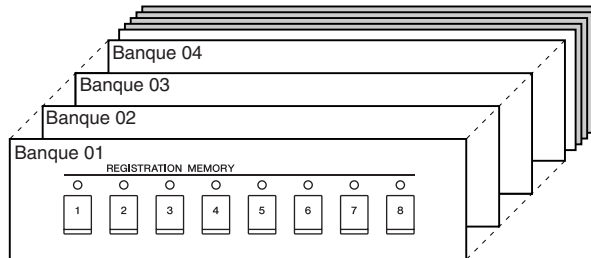 Banque 04
Banque 03
Banque 02
Banque 01
REGISTRATION MEMORY
1 2 3 4 5 6 7 8